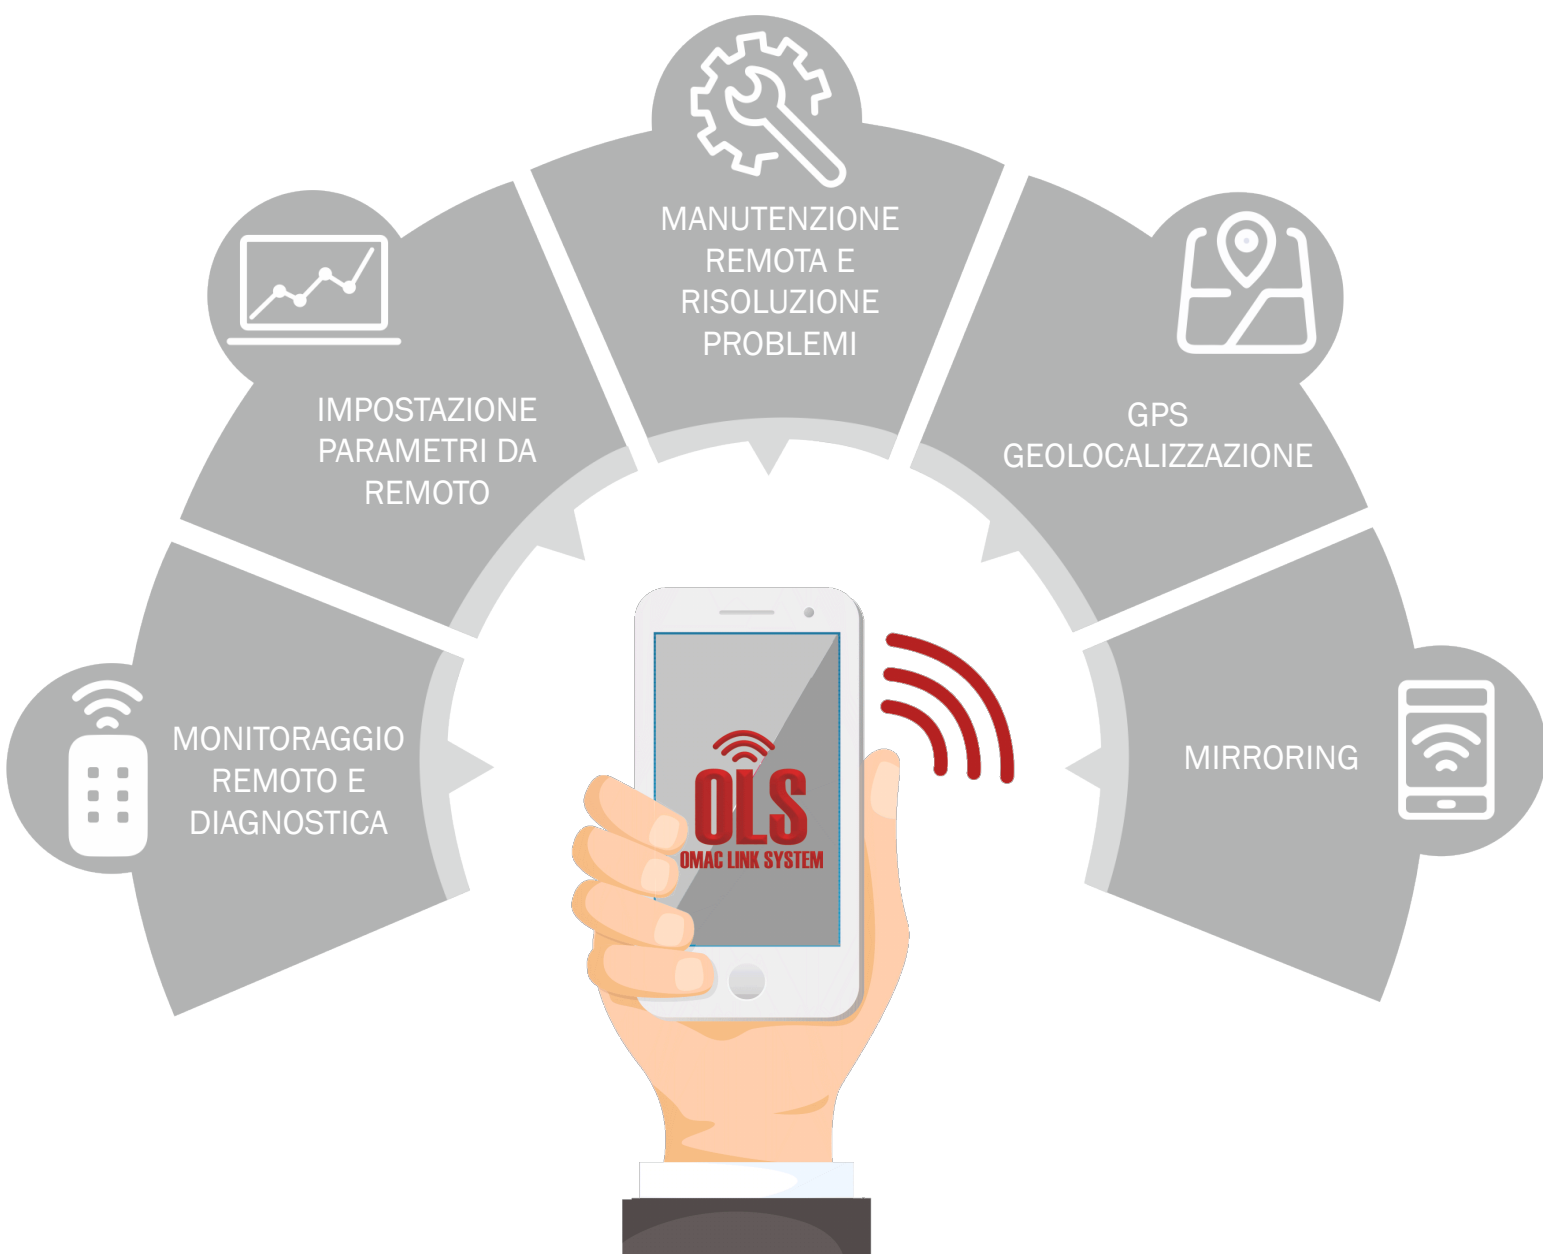 MANUTENZIONE
REMOTA E
RISOLUZIONE
PROBLEMI
IMPOSTAZIONE
PARAMETRI DA
REMOTO
GPS
GEOLOCALIZZAZIONE
MONITORAGGIO
REMOTO E
DIAGNOSTICA
MIRRORING
OLS
OMAC LINK SYSTEM